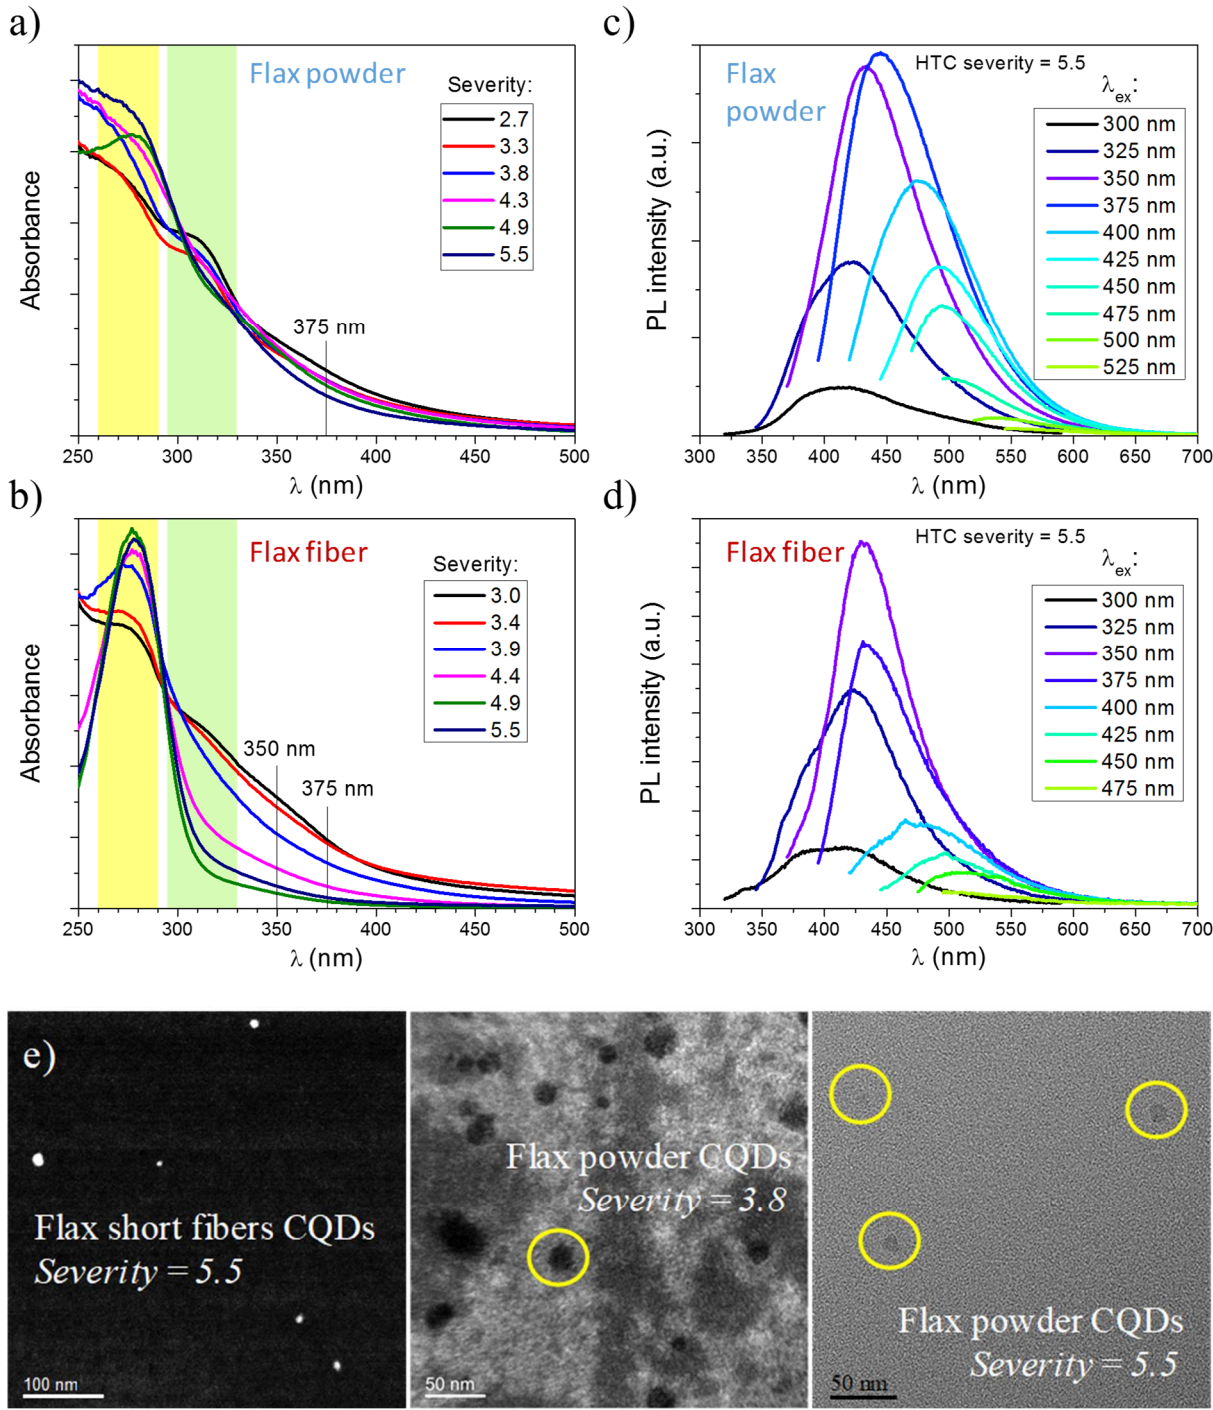 a)
Flax powder
Severity:
2.7
3.3
3.8
4.3
4.9
5.5
375 nm
Absorbance
250 300 350 400 450 500
λ (nm)
c)
Flax
powder
HTC severity = 5.5
λex:
300 nm
325 nm
350 nm
375 nm
400 nm
425 nm
450 nm
475 nm
500 nm
525 nm
PL intensity (a.u.)
300 350 400 450 500 550 600 650 700
λ (nm)
b)
Flax fiber
Severity:
3.0
3.4
3.9
4.4
4.9
5.5
350 nm
375 nm
Absorbance
250 300 350 400 450 500
λ (nm)
d)
Flax fiber
HTC severity = 5.5
λex:
300 nm
325 nm
350 nm
375 nm
400 nm
425 nm
450 nm
475 nm
PL intensity (a.u.)
300 350 400 450 500 550 600 650 700
λ (nm)
e)
Flax short fibers CQDs
Severity = 5.5
100 nm
Flax powder CQDs
Severity = 3.8
50 nm
Flax powder CQDs
Severity = 5.5
50 nm